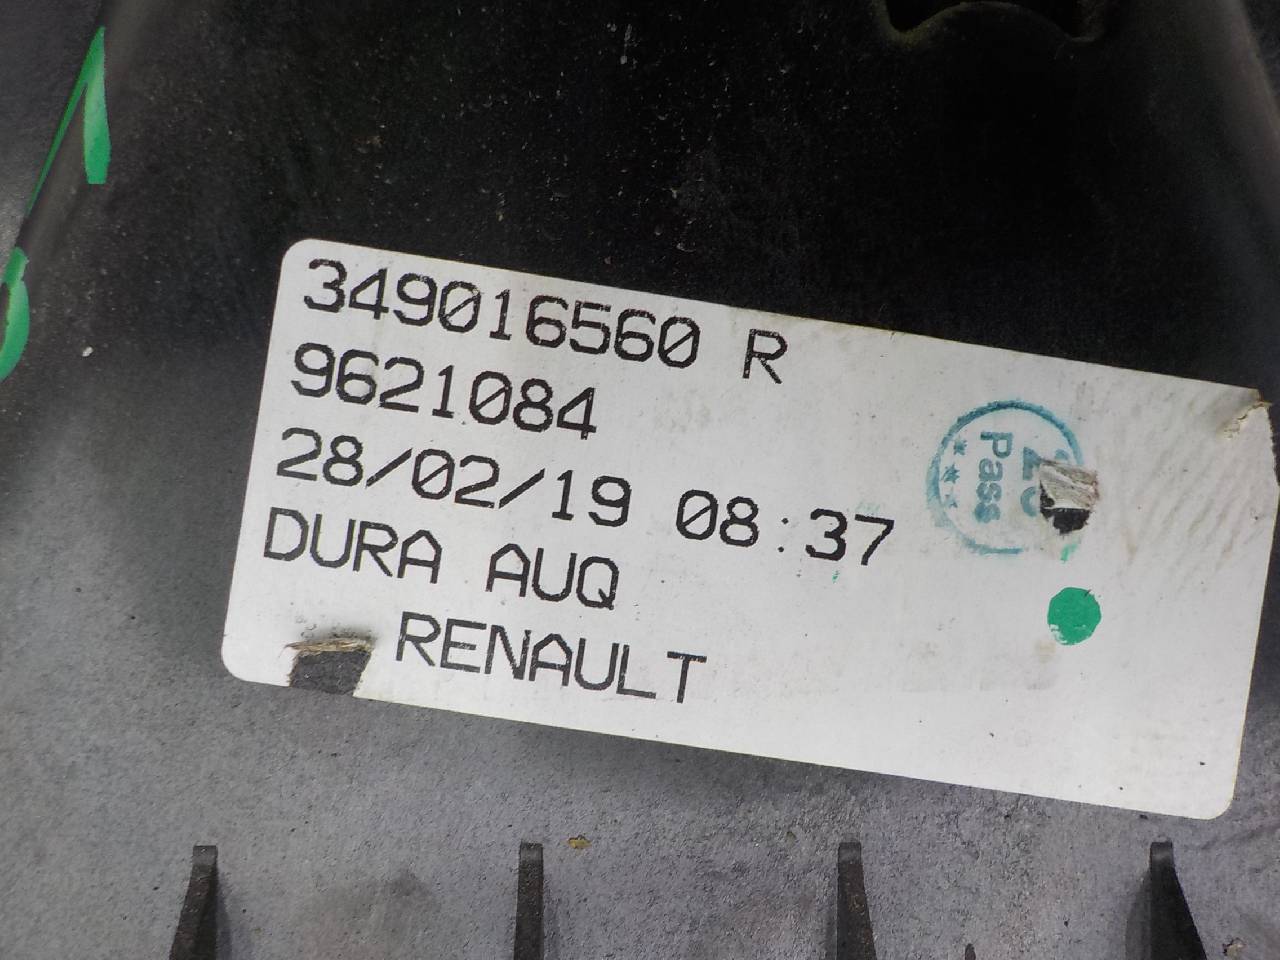 349016560 R
9621084
28/02/19 08:37
DURA AUQ
RENAULT
Pass